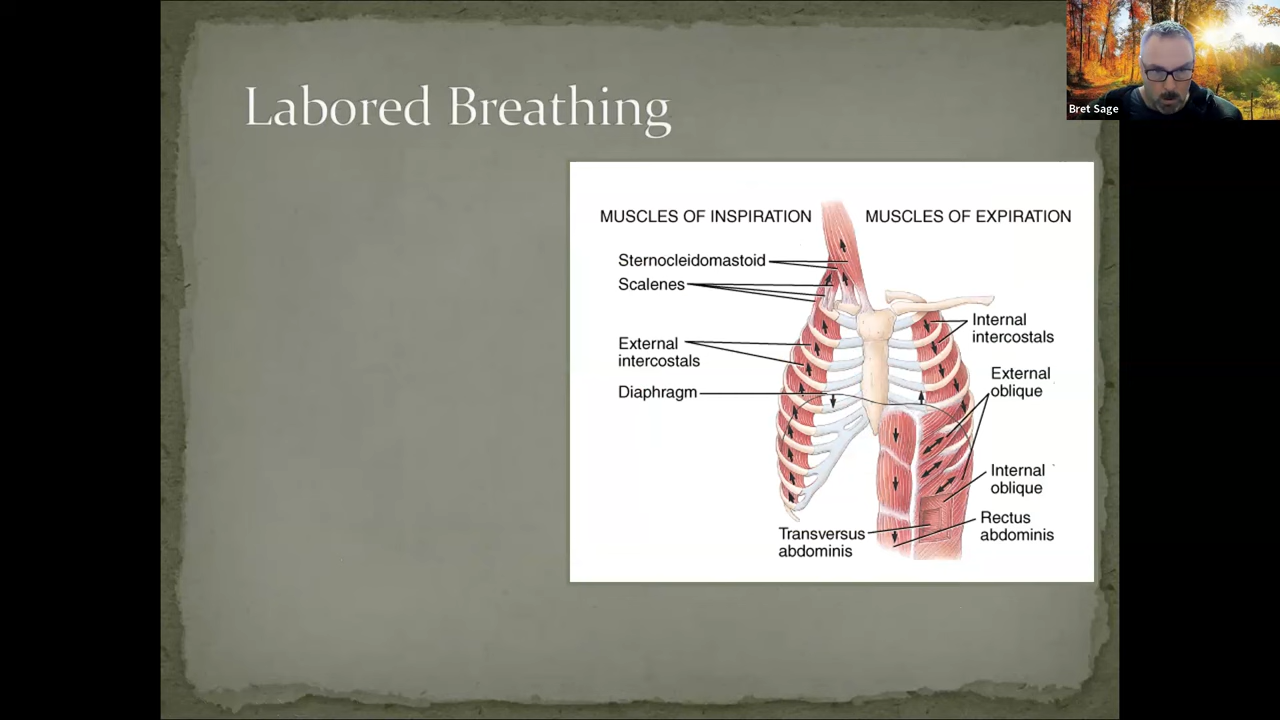 Labored Breathing
Bret Sage
MUSCLES OF INSPIRATION
MUSCLES OF EXPIRATION
Sternocleidomastoid
Scalenes
External
intercostals
Diaphragm
Internal
intercostals
External
oblique
Internal
oblique
Rectus
abdominis
Transversus
abdominis